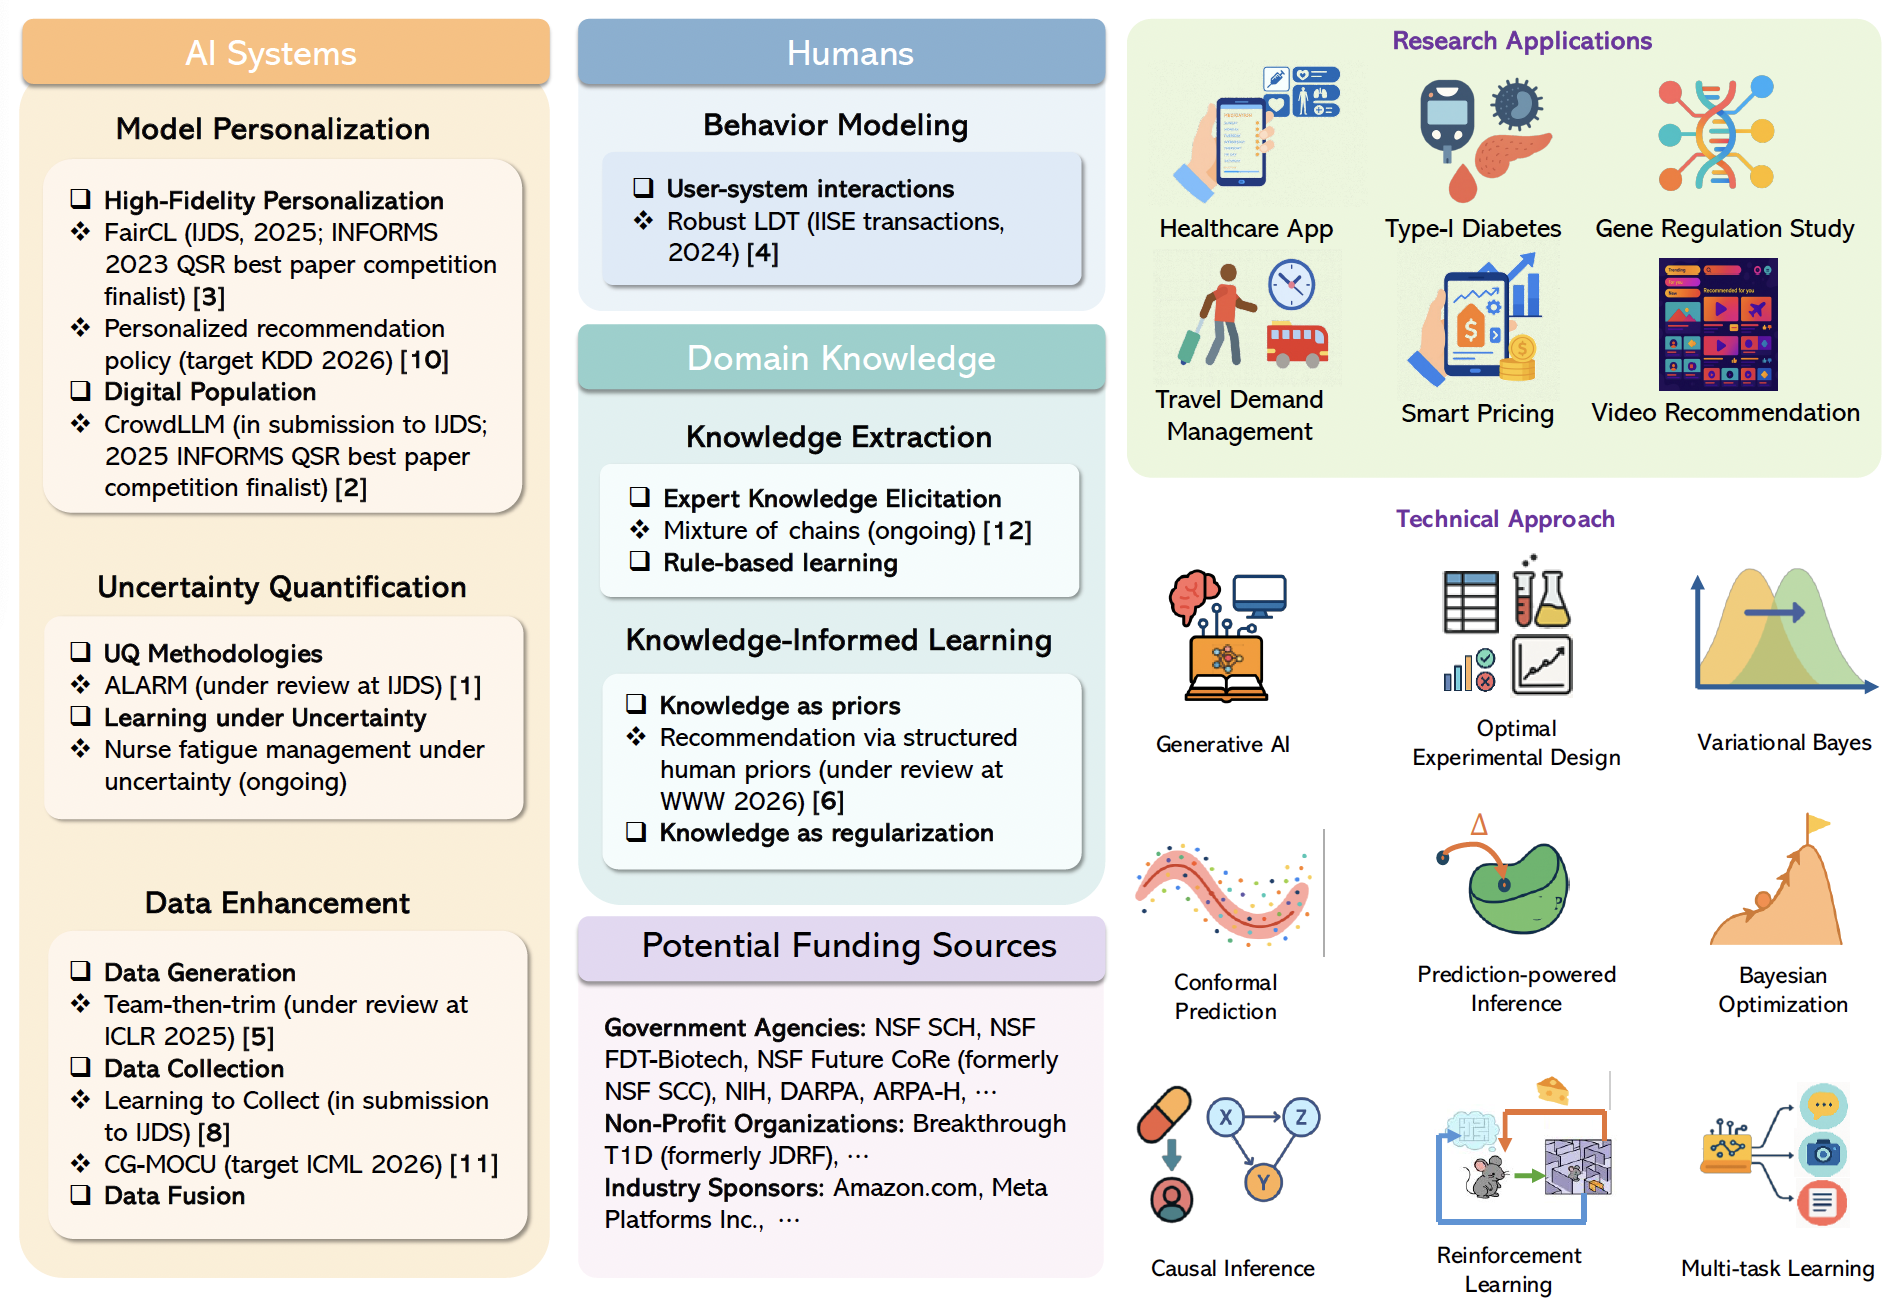 AI Systems
Model Personalization
❑ High-Fidelity Personalization
❖ FairCL (IJDS, 2025; INFORMS
2023 QSR best paper competition
finalist) [3]
❖ Personalized recommendation
policy (target KDD 2026) [10]
❑ Digital Population
❖ CrowdLLM (in submission to IJDS;
2025 INFORMS QSR best paper
competition finalist) [2]
Uncertainty Quantification
❑ UQ Methodologies
❖ ALARM (under review at IJDS) [1]
❑ Learning under Uncertainty
❖ Nurse fatigue management under
uncertainty (ongoing)
Data Enhancement
❑ Data Generation
❖ Team-then-trim (under review at
ICLR 2025) [5]
❑ Data Collection
❖ Learning to Collect (in submission
to IJDS) [8]
❖ CG-MOCU (target ICML 2026) [11]
❑ Data Fusion
Humans
Behavior Modeling
❑ User-system interactions
❖ Robust LDT (IISE transactions,
2024) [4]
Domain Knowledge
Knowledge Extraction
❑ Expert Knowledge Elicitation
❖ Mixture of chains (ongoing) [12]
❑ Rule-based learning
Knowledge-Informed Learning
❑ Knowledge as priors
❖ Recommendation via structured
human priors (under review at
WWW 2026) [6]
❑ Knowledge as regularization
Potential Funding Sources
Government Agencies: NSF SCH, NSF
FDT-Biotech, NSF Future CoRe (formerly
NSF SCC), NIH, DARPA, ARPA-H, ···
Non-Profit Organizations: Breakthrough
T1D (formerly JDRF), ···
Industry Sponsors: Amazon.com, Meta
Platforms Inc., ···
Research Applications
Healthcare App
Type-I Diabetes
Gene Regulation Study
Trending
Recommended for you
Travel Demand
Management
$
$
Smart Pricing
Video Recommendation
Technical Approach
Generative AI
Optimal
Experimental Design
Variational Bayes
Δ
Conformal
Prediction
Prediction-powered
Inference
Bayesian
Optimization
X
Z
Y
Causal Inference
Reinforcement
Learning
Multi-task Learning